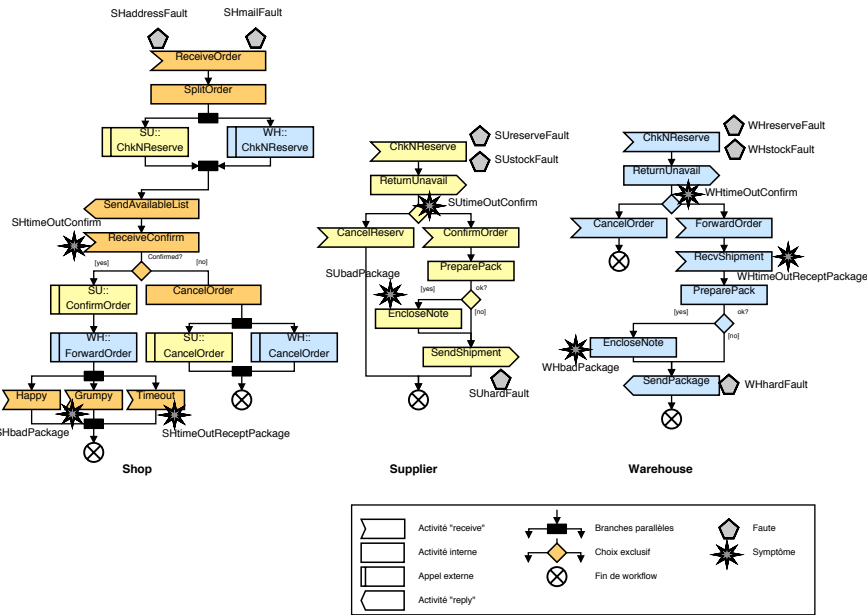 SHaddressFault
SHmailFault
ReceiveOrder
SplitOrder
SU::
ChkNReserve
WH::
ChkNReserve
SendAvailableList
SHtimeOutConfirm
ReceiveConfirm
Confirmed?
[yes]
[no]
SU::
ConfirmOrder
CancelOrder
WH::
ForwardOrder
SU::
CancelOrder
WH::
CancelOrder
Happy
Grumpy
Timeout
SHbadPackage
SHtimeOutReceptPackage
Shop
ChkNReserve
SUreserveFault
SUstockFault
ReturnUnavail
SUtimeOutConfirm
CancelReserv
ConfirmOrder
PreparePack
SUbadPackage
[yes]
ok?
[no]
EncloseNote
SendShipment
SUhardFault
Supplier
WHreserveFault
ChkNReserve
WHstockFault
ReturnUnavail
WHtimeOutConfirm
CancelOrder
ForwardOrder
RecvShipment
WHtimeOutReceptPackage
PreparePack
[yes]
ok?
[no]
EncloseNote
WHbadPackage
SendPackage
WHhardFault
Warehouse
Activité "receive"
Branches parallèles
Faute
Activité interne
Choix exclusif
Symptôme
Appel externe
Fin de workflow
Activité "reply"